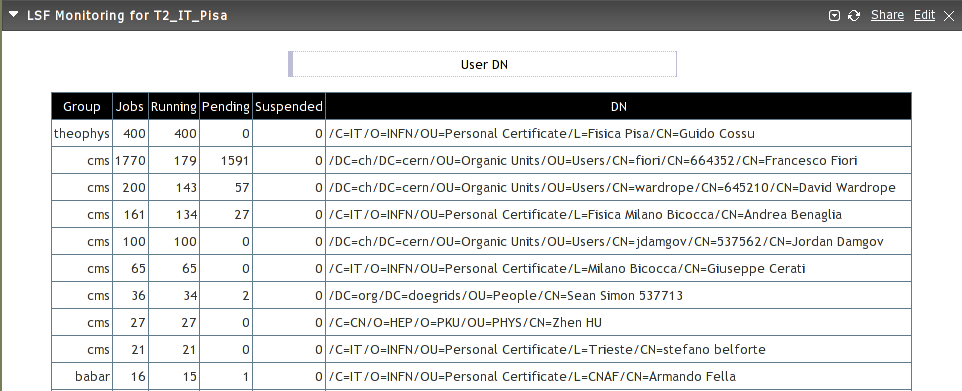 LSF Monitoring for T2_IT_Pisa Share Edit
User DN
Group Jobs Running Pending Suspended DN
theophys 400 400 0 0 /C=IT/O=INFN/OU=Personal Certificate/L=Fisica Pisa/CN=Guido Cossu
cms 1770 179 1591 0 /DC=ch/DC=cern/OU=Organic Units/OU=Users/CN=fiori/CN=664352/CN=Francesco Fiori
cms 200 143 57 0 /DC=ch/DC=cern/OU=Organic Units/OU=Users/CN=wardrope/CN=645210/CN=David Wardrope
cms 161 134 27 0 /C=IT/O=INFN/OU=Personal Certificate/L=Fisica Milano Bicocca/CN=Andrea Benaglia
cms 100 100 0 0 /DC=ch/DC=cern/OU=Organic Units/OU=Users/CN=jdamgov/CN=537562/CN=Jordan Damgov
cms 65 65 0 0 /C=IT/O=INFN/OU=Personal Certificate/L=Milano Bicocca/CN=Giuseppe Cerati
cms 36 34 2 0 /DC=org/DC=doegrids/OU=People/CN=Sean Simon 537713
cms 27 27 0 0 /C=CN/O=HEP/O=PKU/OU=PHYS/CN=Zhen HU
cms 21 21 0 0 /C=IT/O=INFN/OU=Personal Certificate/L=Trieste/CN=stefano belforte
babar 16 15 1 0 /C=IT/O=INFN/OU=Personal Certificate/L=CNAF/CN=Armando Fella